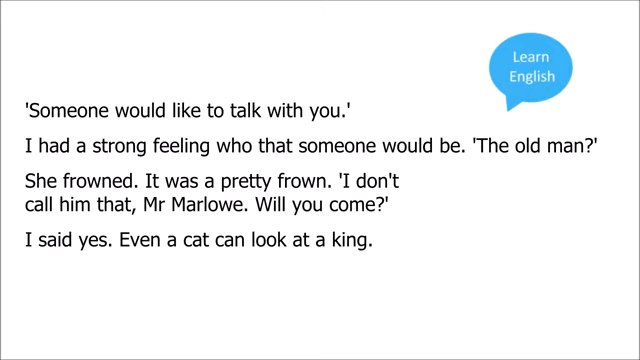 Learn
English
'Someone would like to talk with you.'
I had a strong feeling who that someone would be. 'The old man?'
She frowned. It was a pretty frown. 'I don't
call him that, Mr Marlowe. Will you come?'
I said yes. Even a cat can look at a king.